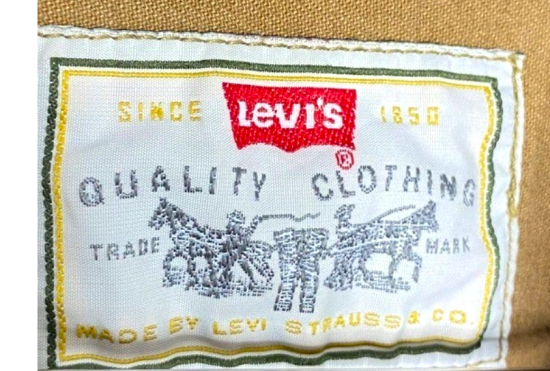 SINCE Levi's 1850
®
QUALITY CLOTHING
TRADE MARK
MADE BY LEVI STRAUSS & CO.